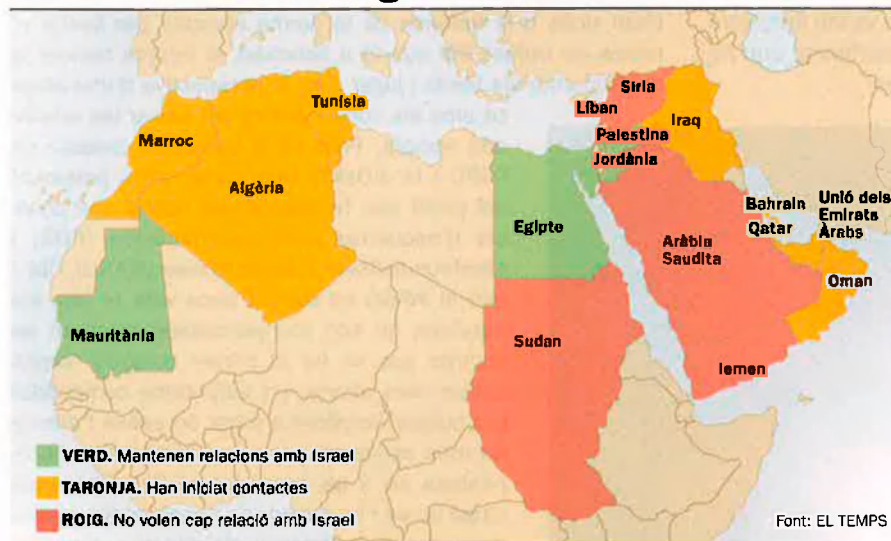 Tunísia
Marroc
Algèria
Mauritània
Síria
Líban
Iraq
Palestina
Jordània
Egipte
Bahrain
Qatar
Unió dels
Emirats
Àrabs
Aràbia
Saudita
Oman
Sudan
Iemen
VERD. Mantenen relacions amb Israel
TARONJA. Han iniciat contactes
ROIG. No volen cap relació amb Israel
Font: EL TEMPS